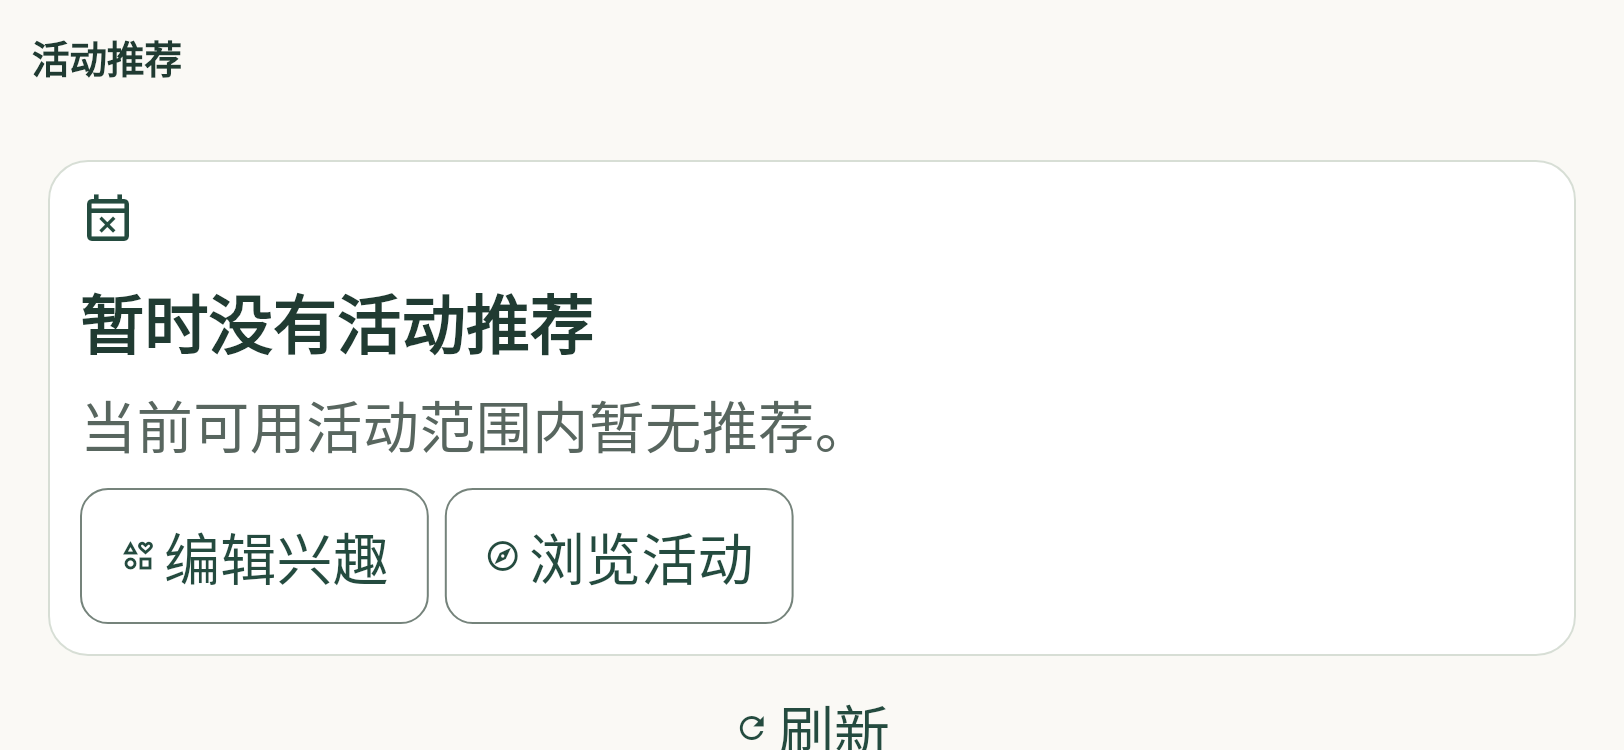 活动推荐
暂时没有活动推荐
当前可用活动范围内暂无推荐。
编辑兴趣
浏览活动
刷新